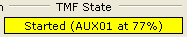 TMF State
Started (AUX01 at 77%)